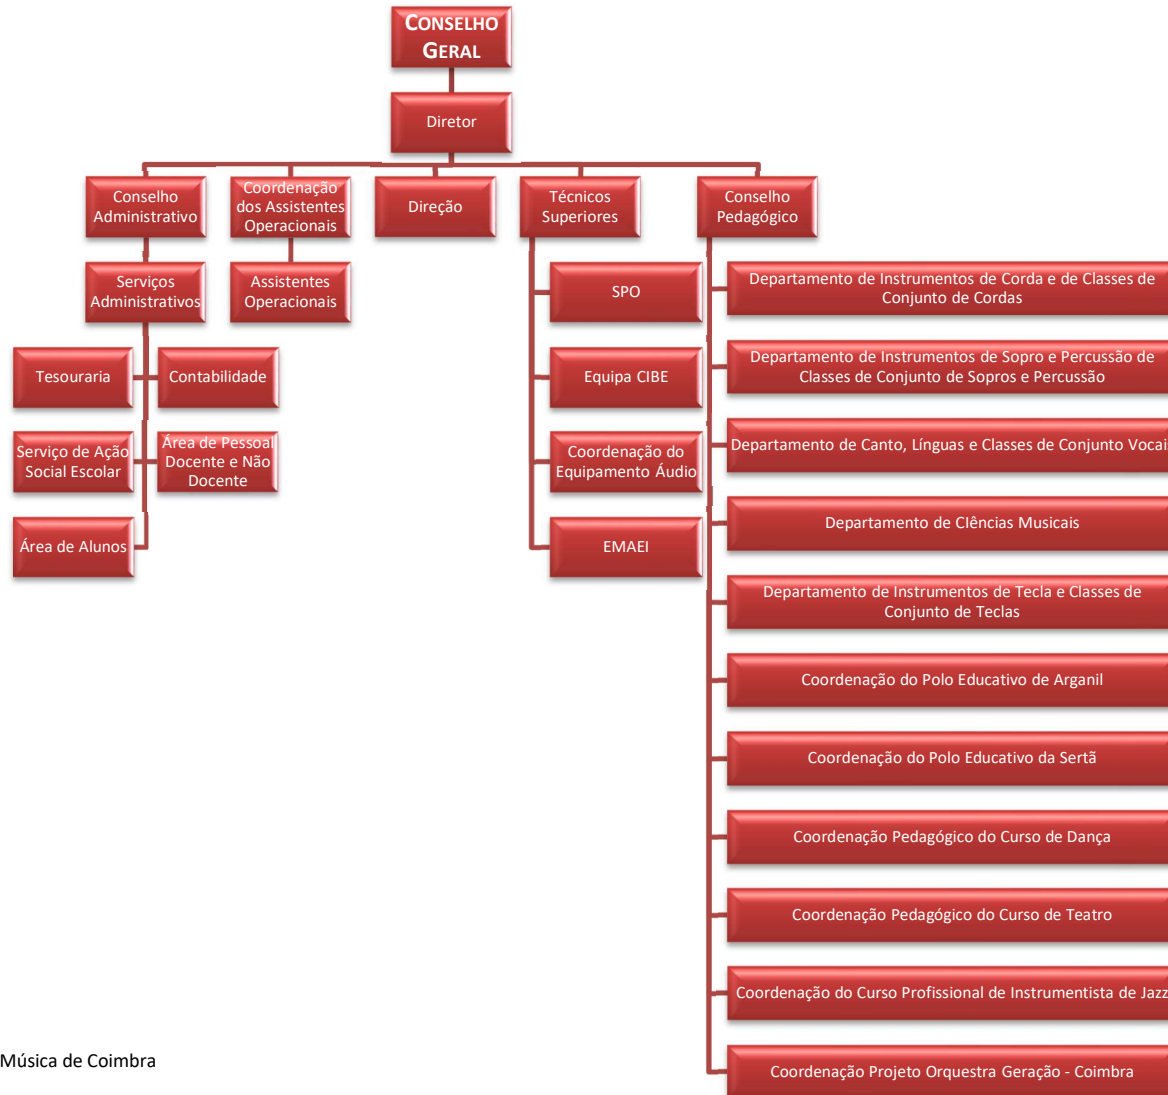 CONSELHO
GERAL
Diretor
Conselho
Administrativo
Coordenação
dos Assistentes
Operacionais
Direção
Técnicos
Superiores
Conselho
Pedagógico
Serviços
Administrativos
Assistentes
Operacionais
Tesouraria
Contabilidade
Serviço de Ação
Social Escolar
Área de Pessoal
Docente e Não
Docente
Área de Alunos
SPO
Equipa CIBE
Coordenação do
Equipamento Áudio
EMAEI
Departamento de Instrumentos de Corda e de Classes de
Conjunto de Cordas
Departamento de Instrumentos de Sopro e Percussão de
Classes de Conjunto de Sopros e Percussão
Departamento de Canto, Línguas e Classes de Conjunto Vocais
Departamento de CIências Musicais
Departamento de Instrumentos de Tecla e Classes de
Conjunto de Teclas
Coordenação do Polo Educativo de Arganil
Coordenação do Polo Educativo da Sertã
Coordenação Pedagógico do Curso de Dança
Coordenação Pedagógico do Curso de Teatro
Coordenação do Curso Profissional de Instrumentista de Jazz
Coordenação Projeto Orquestra Geração - Coimbra
Música de Coimbra